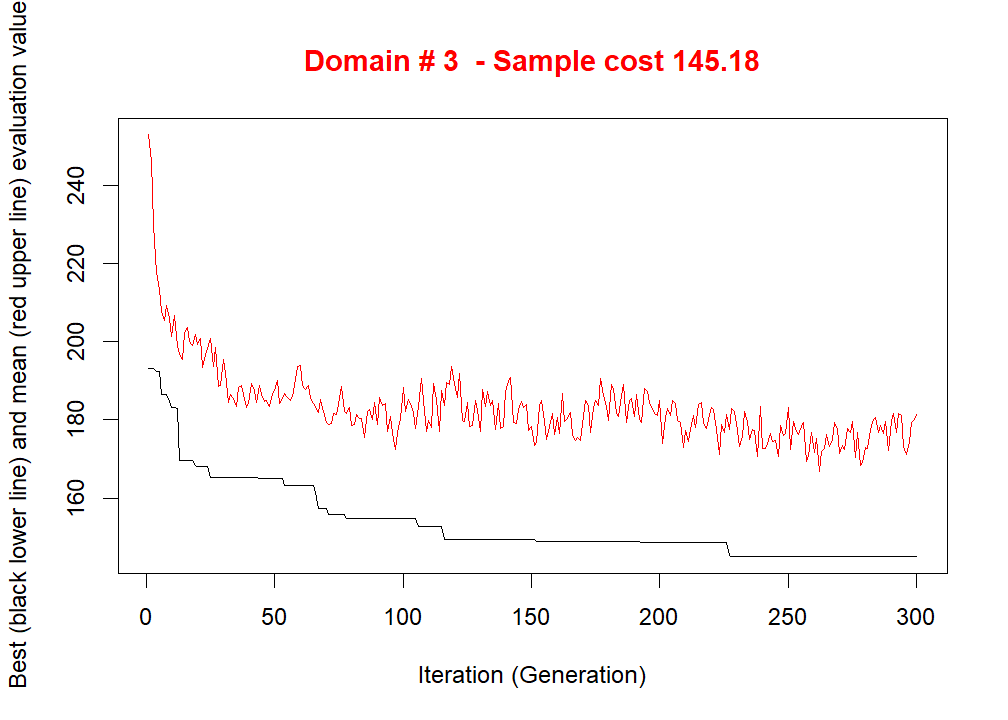 Domain # 3  - Sample cost 145.18
Best (black lower line) and mean (red upper line) evaluation value
240
220
200
180
160
0 50 100 150 200 250 300
Iteration (Generation)